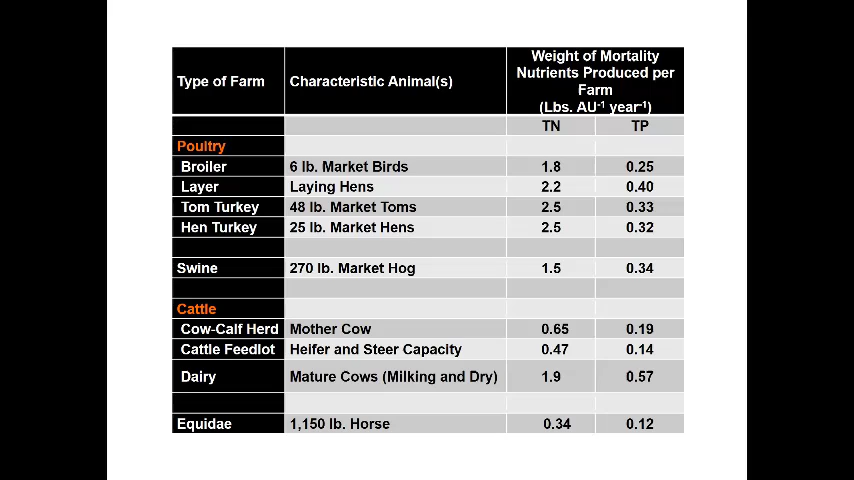 Type of Farm Characteristic Animal(s) Weight of Mortality
Nutrients Produced per
Farm
(Lbs. AU⁻¹ year⁻¹)
TN TP
Poultry
Broiler 6 lb. Market Birds 1.8 0.25
Layer Laying Hens 2.2 0.40
Tom Turkey 48 lb. Market Toms 2.5 0.33
Hen Turkey 25 lb. Market Hens 2.5 0.32
Swine 270 lb. Market Hog 1.5 0.34
Cattle
Cow-Calf Herd Mother Cow 0.65 0.19
Cattle Feedlot Heifer and Steer Capacity 0.47 0.14
Dairy Mature Cows (Milking and Dry) 1.9 0.57
Equidae 1,150 lb. Horse 0.34 0.12